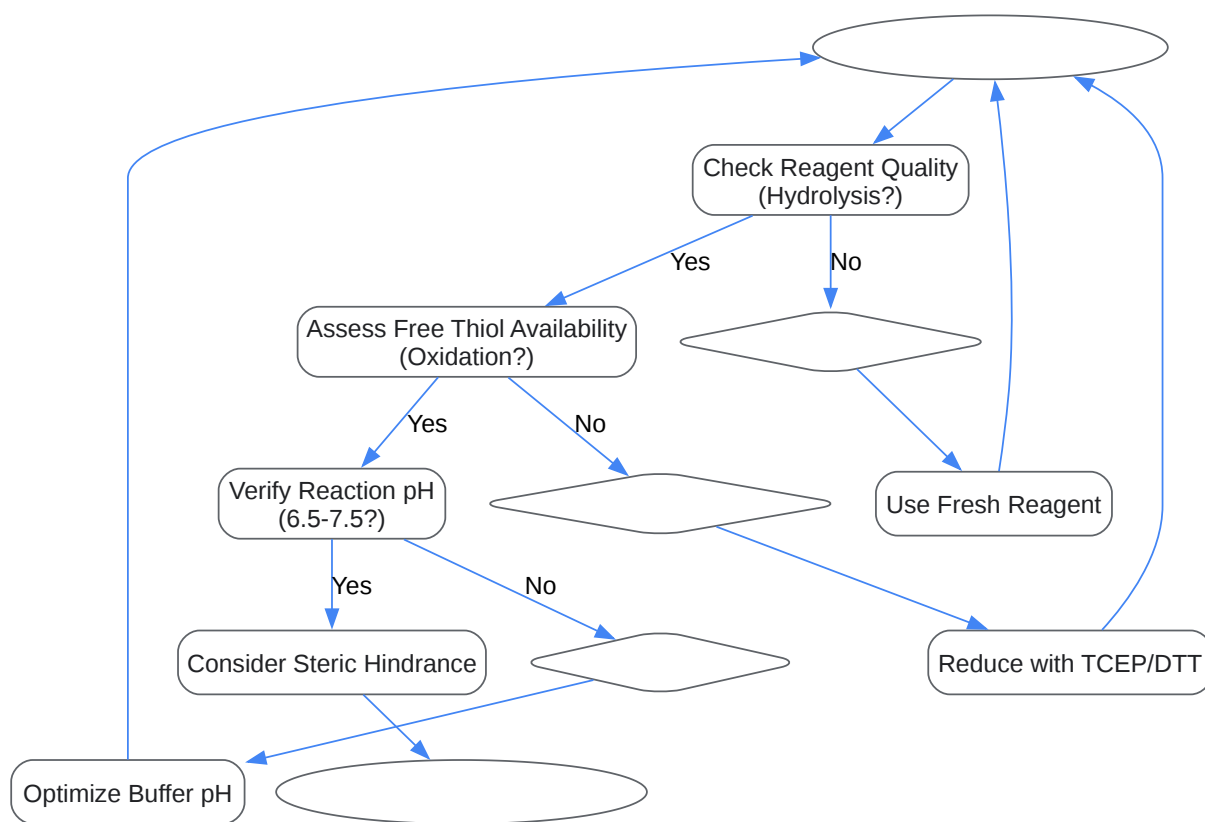 Check Reagent Quality
(Hydrolysis?)
Yes
No
Assess Free Thiol Availability
(Oxidation?)
Yes
No
Verify Reaction pH
(6.5-7.5?)
Use Fresh Reagent
Yes
No
Consider Steric Hindrance
Reduce with TCEP/DTT
Optimize Buffer pH